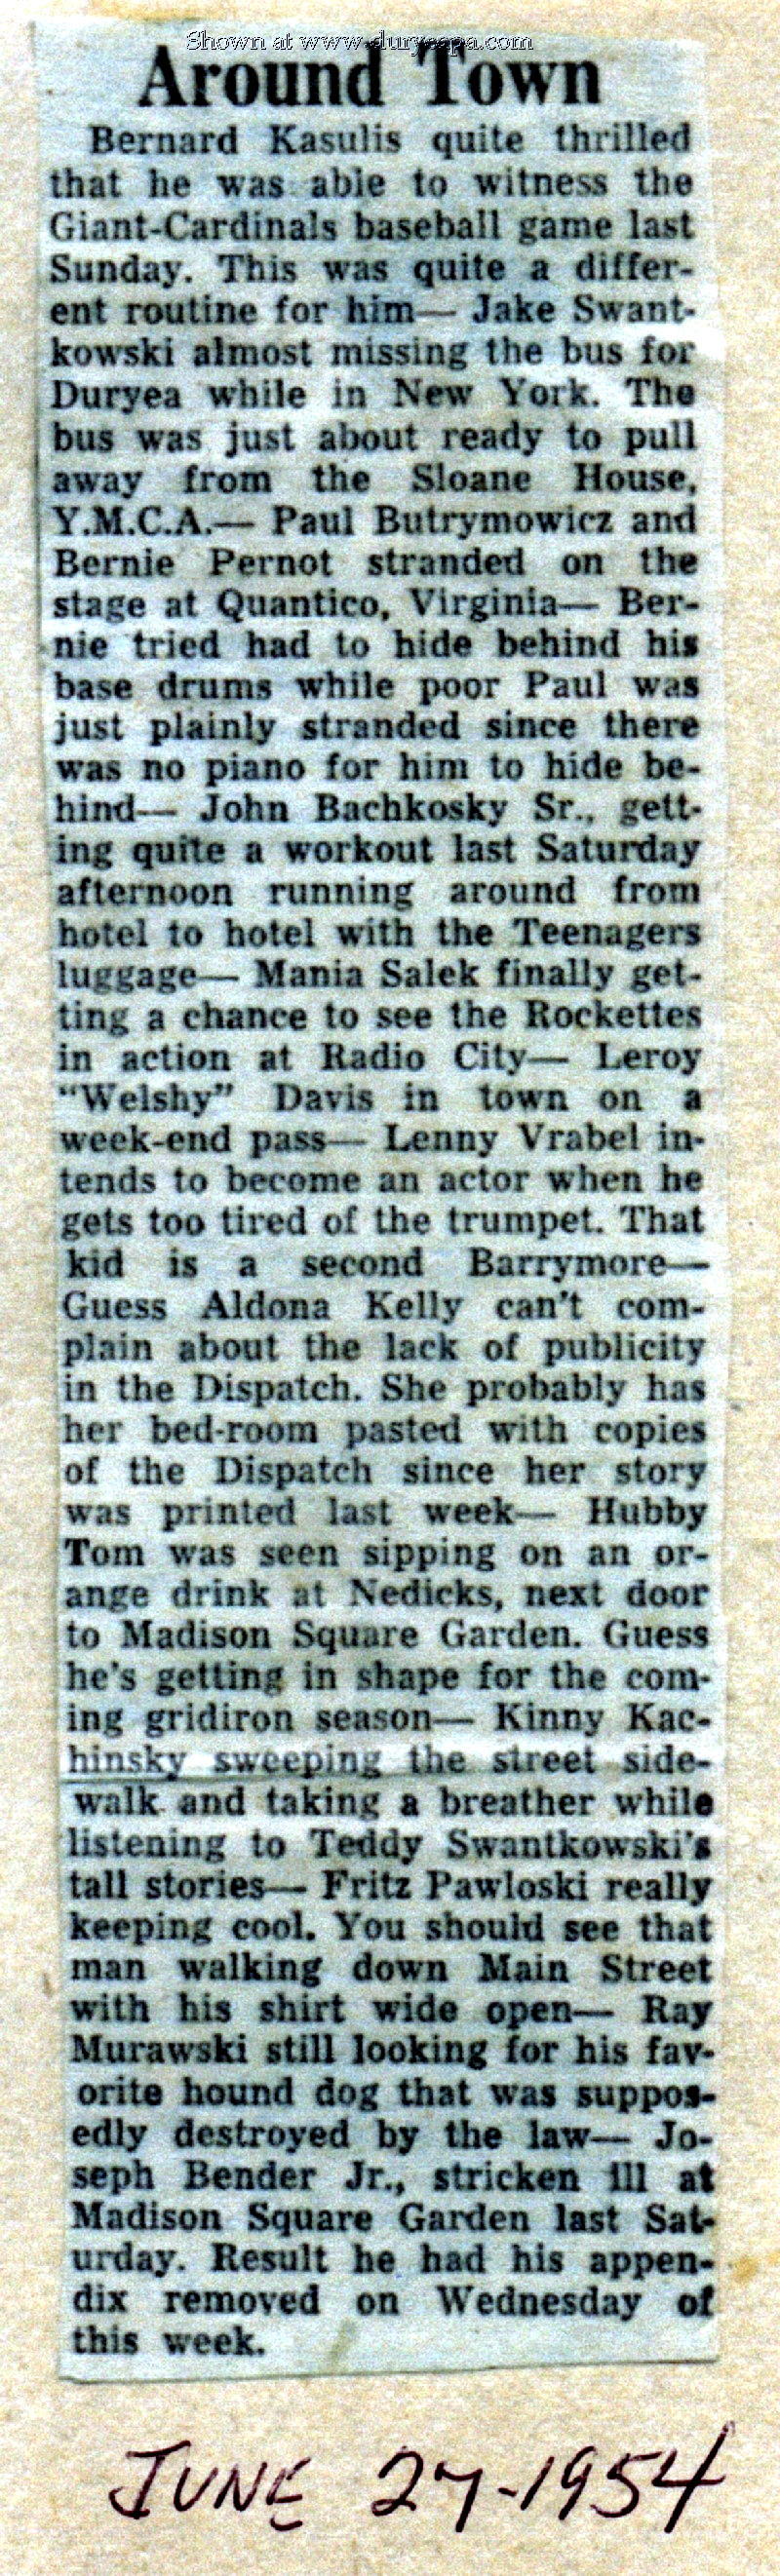 Shown at www.duryeapa.com
Around Town
Bernard Kasulis quite thrilled
that he was able to witness the
Giant-Cardinals baseball game last
Sunday. This was quite a differ-
ent routine for him— Jake Swant-
kowski almost missing the bus for
Duryea while in New York. The
bus was just about ready to pull
away from the Sloane House,
Y.M.C.A.— Paul Butrymowicz and
Bernie Pernot stranded on the
stage at Quantico, Virginia— Ber-
nie tried had to hide behind his
base drums while poor Paul was
just plainly stranded since there
was no piano for him to hide be-
hind— John Bachkosky Sr., gett-
ing quite a workout last Saturday
afternoon running around from
hotel to hotel with the Teenagers
luggage— Mania Salek finally get-
ting a chance to see the Rockettes
in action at Radio City— Leroy
"Welshy" Davis in town on a
week-end pass— Lenny Vrabel in-
tends to become an actor when he
gets too tired of the trumpet. That
kid is a second Barrymore—
Guess Aldona Kelly can't com-
plain about the lack of publicity
in the Dispatch. She probably has
her bed-room pasted with copies
of the Dispatch since her story
was printed last week— Hubby
Tom was seen sipping on an or-
ange drink at Nedicks, next door
to Madison Square Garden. Guess
he's getting in shape for the com-
ing gridiron season— Kinny Kac-
hinsky sweeping the street side-
walk and taking a breather while
listening to Teddy Swantkowski's
tall stories— Fritz Pawloski really
keeping cool. You should see that
man walking down Main Street
with his shirt wide open— Ray
Murawski still looking for his fav-
orite hound dog that was suppos-
edly destroyed by the law— Jo-
seph Bender Jr., stricken ill at
Madison Square Garden last Sat-
urday. Result he had his appen-
dix removed on Wednesday of
this week.
JUNE 27-1954